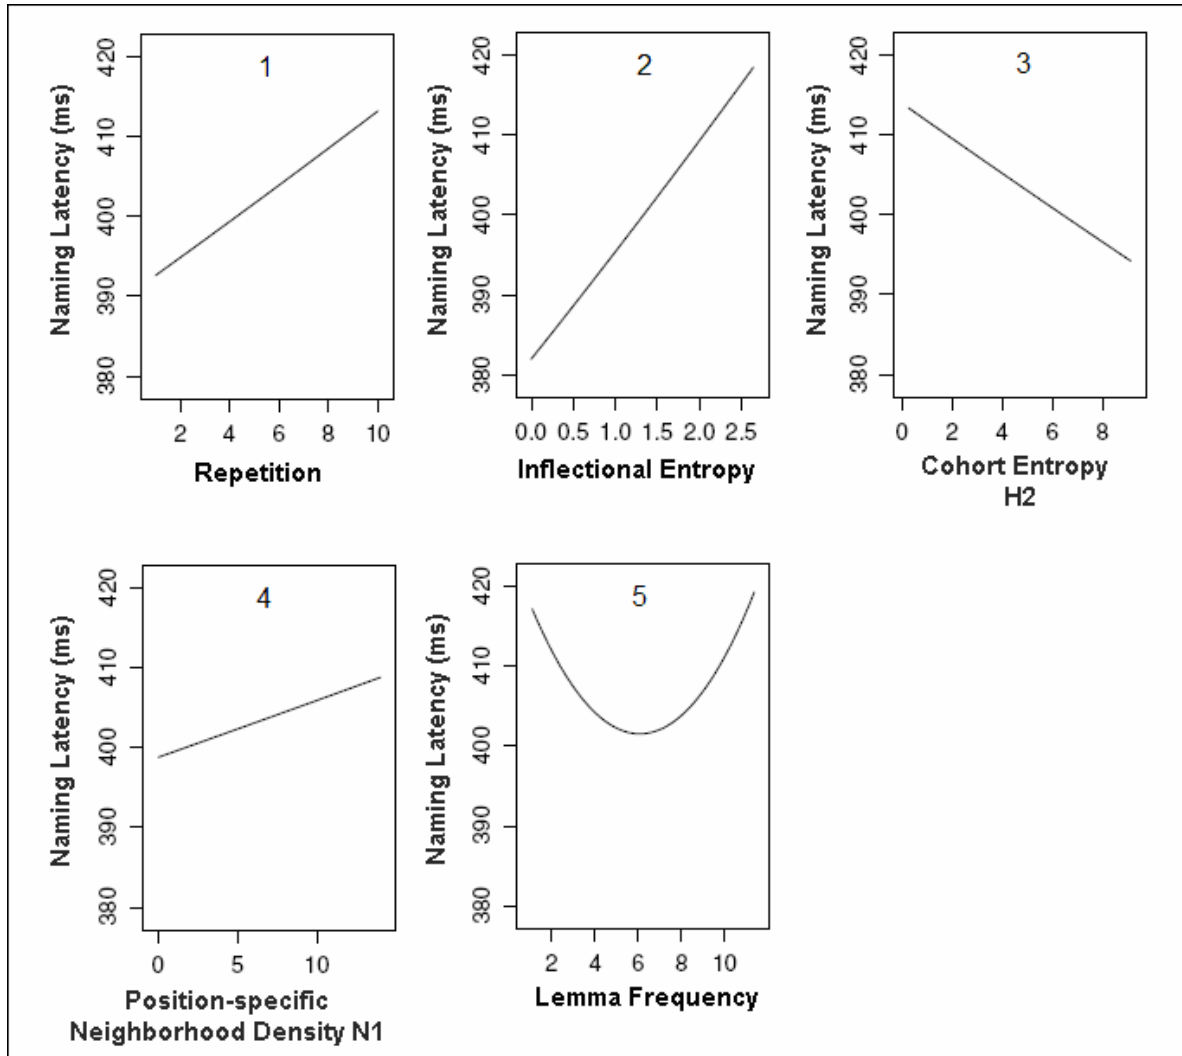 1
Naming Latency (ms)
420
410
400
390
380
2 4 6 8 10
Repetition
2
Naming Latency (ms)
420
410
400
390
380
0.0 0.5 1.0 1.5 2.0 2.5
Inflectional Entropy
3
Naming Latency (ms)
420
410
400
390
380
0 2 4 6 8
Cohort Entropy
H2
4
Naming Latency (ms)
420
410
400
390
380
0 5 10
Position-specific
Neighborhood Density N1
5
Naming Latency (ms)
420
410
400
390
380
2 4 6 8 10
Lemma Frequency